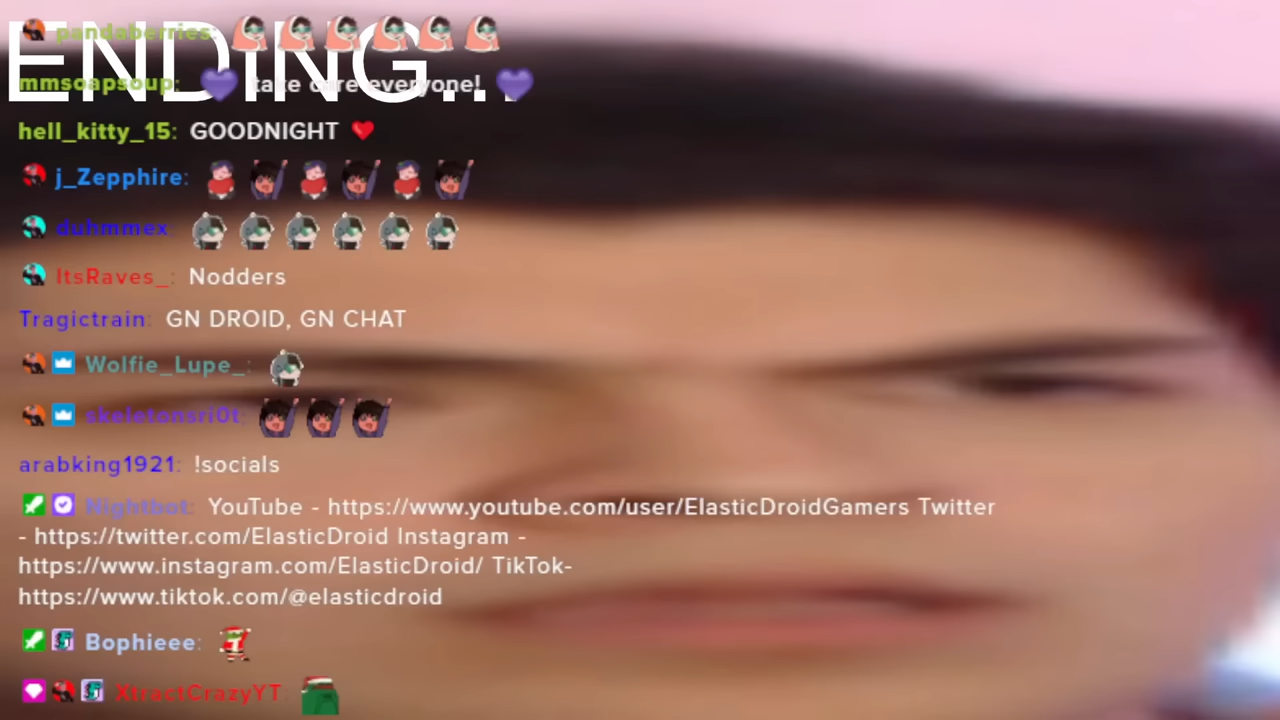 ENDING...
pandaberries:
mmsoapsoup: take care everyone!
hell_kitty_15: GOODNIGHT
j_Zepphire:
duhmmex:
ItsRaves_: Nodders
Tragictrain: GN DROID, GN CHAT
Wolfie_Lupe_:
skeletonsri0t:
arabking1921: !socials
Nightbot: YouTube - https://www.youtube.com/user/ElasticDroidGamers Twitter
- https://twitter.com/ElasticDroid Instagram -
https://www.instagram.com/ElasticDroid/ TikTok-
https://www.tiktok.com/@elasticdroid
Bophieee:
XtractCrazyYT: